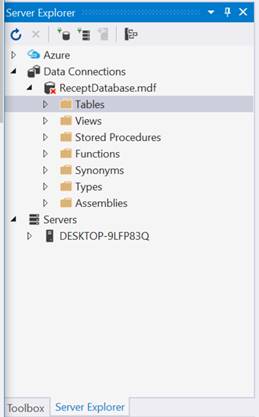 Server Explorer
Azure
Data Connections
ReceptDatabase.mdf
Tables
Views
Stored Procedures
Functions
Synonyms
Types
Assemblies
Servers
DESKTOP-9LFP83Q
Toolbox Server Explorer